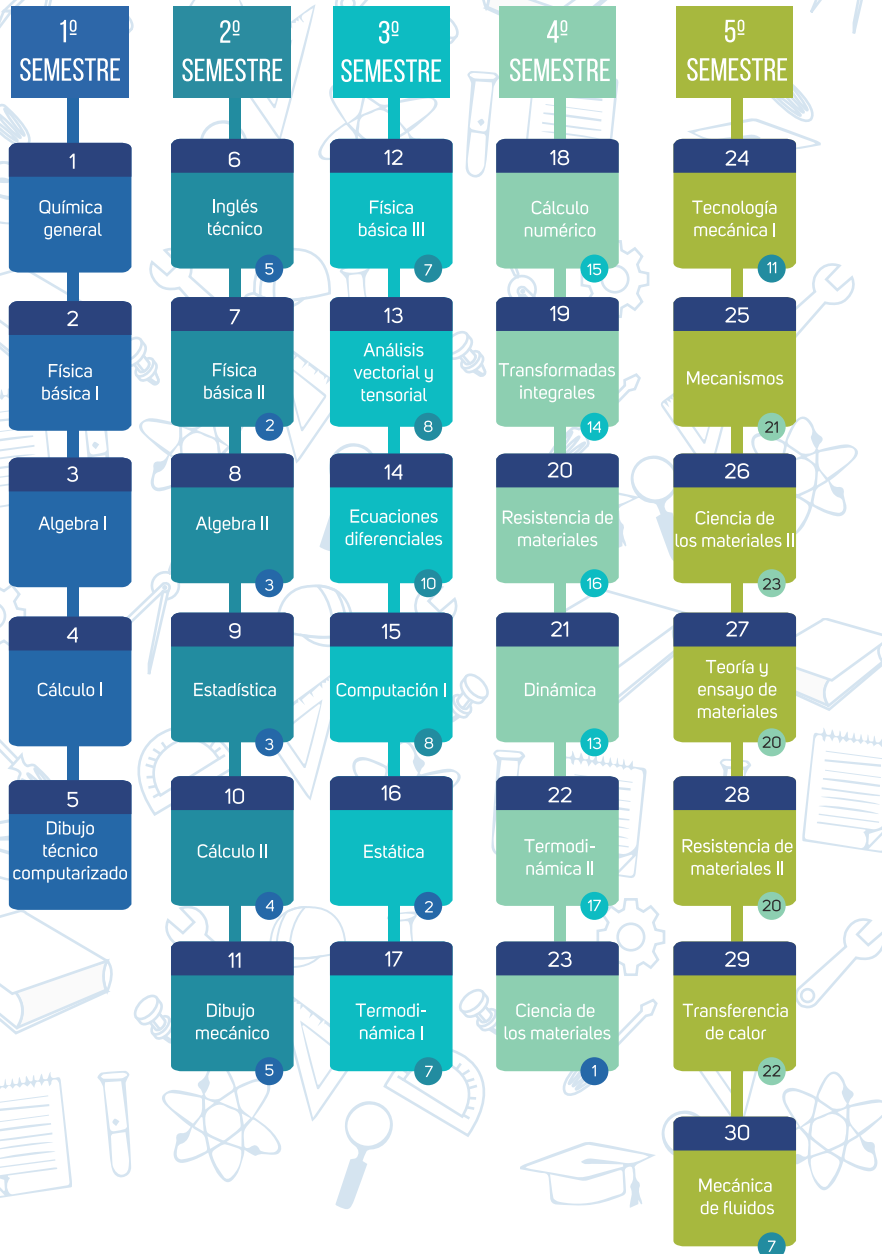 1º
SEMESTRE
1
Química
general
2
Física
básica I
3
Algebra I
4
Cálculo I
5
Dibujo
técnico
computarizado
2º
SEMESTRE
6
Inglés
técnico
5
7
Física
básica II
2
8
Algebra II
3
9
Estadística
3
10
Cálculo II
4
11
Dibujo
mecánico
5
3º
SEMESTRE
12
Física
básica III
7
13
Análisis
vectorial y
tensorial
8
14
Ecuaciones
diferenciales
10
15
Computación I
8
16
Estática
2
17
Termodi-
námica I
7
4º
SEMESTRE
18
Cálculo
numérico
15
19
Transformadas
integrales
14
20
Resistencia de
materiales
16
21
Dinámica
13
22
Termodi-
námica II
17
23
Ciencia de
los materiales
1
5º
SEMESTRE
24
Tecnología
mecánica I
11
25
Mecanismos
21
26
Ciencia de
los materiales II
23
27
Teoría y
ensayo de
materiales
20
28
Resistencia de
materiales II
20
29
Transferencia
de calor
22
30
Mecánica
de fluidos
7